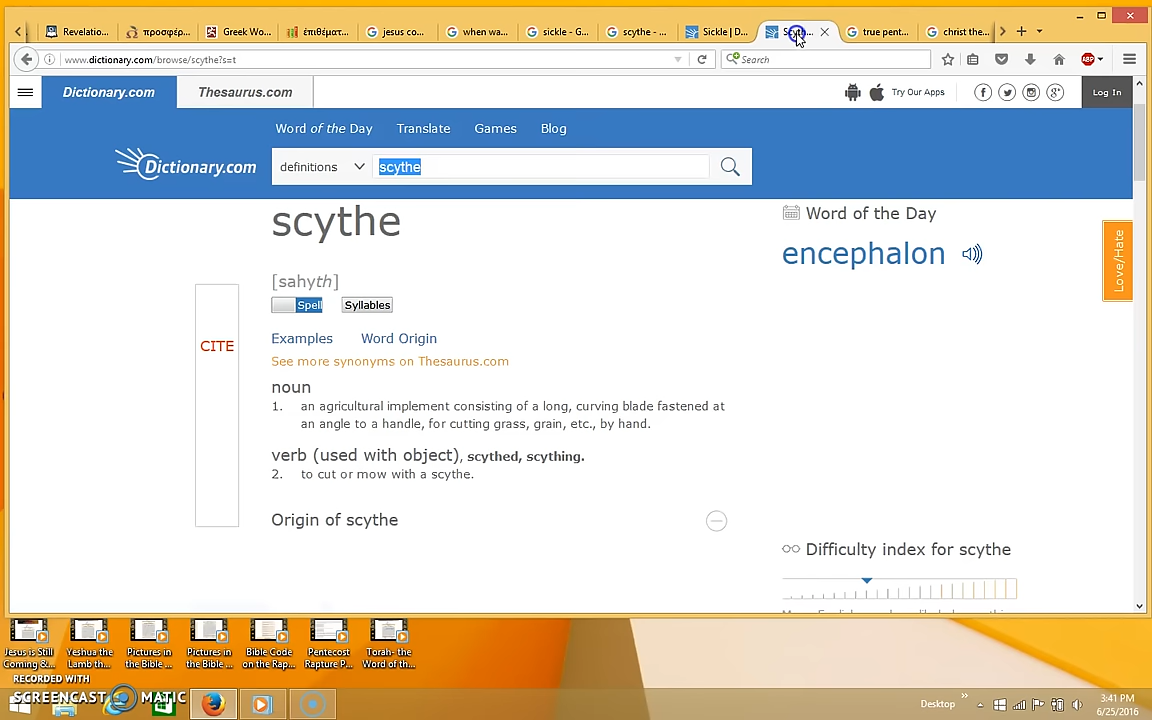 Revelatio...
προσφέρ...
Greek Wo...
ἐπιθέματ...
jesus co...
when wa...
sickle - G...
scythe - ...
Sickle | D...
true pent...
christ the...
www.dictionary.com/browse/scythe?s=t
Search
ABP
Dictionary.com
Thesaurus.com
Try Our Apps
Log In
Word of the Day
Translate
Games
Blog
Dictionary.com
definitions
scythe
scythe
Word of the Day
encephalon
Love/Hate
[sahyth]
Spell
Syllables
CITE
Examples
Word Origin
See more synonyms on Thesaurus.com
noun
1. an agricultural implement consisting of a long, curving blade fastened at
an angle to a handle, for cutting grass, grain, etc., by hand.
verb (used with object), scythed, scything.
2. to cut or mow with a scythe.
Origin of scythe
Difficulty index for scythe
Jesus is Still
Coming &...
Yeshua the
Lamb th...
Pictures in
the Bible ...
Pictures in
the Bible ...
Bible Code
on the Rap...
Pentecost
Rapture P...
Torah- the
Word of th...
RECORDED WITH
SCREENCAST MATIC
Desktop
3:41 PM
6/25/2016